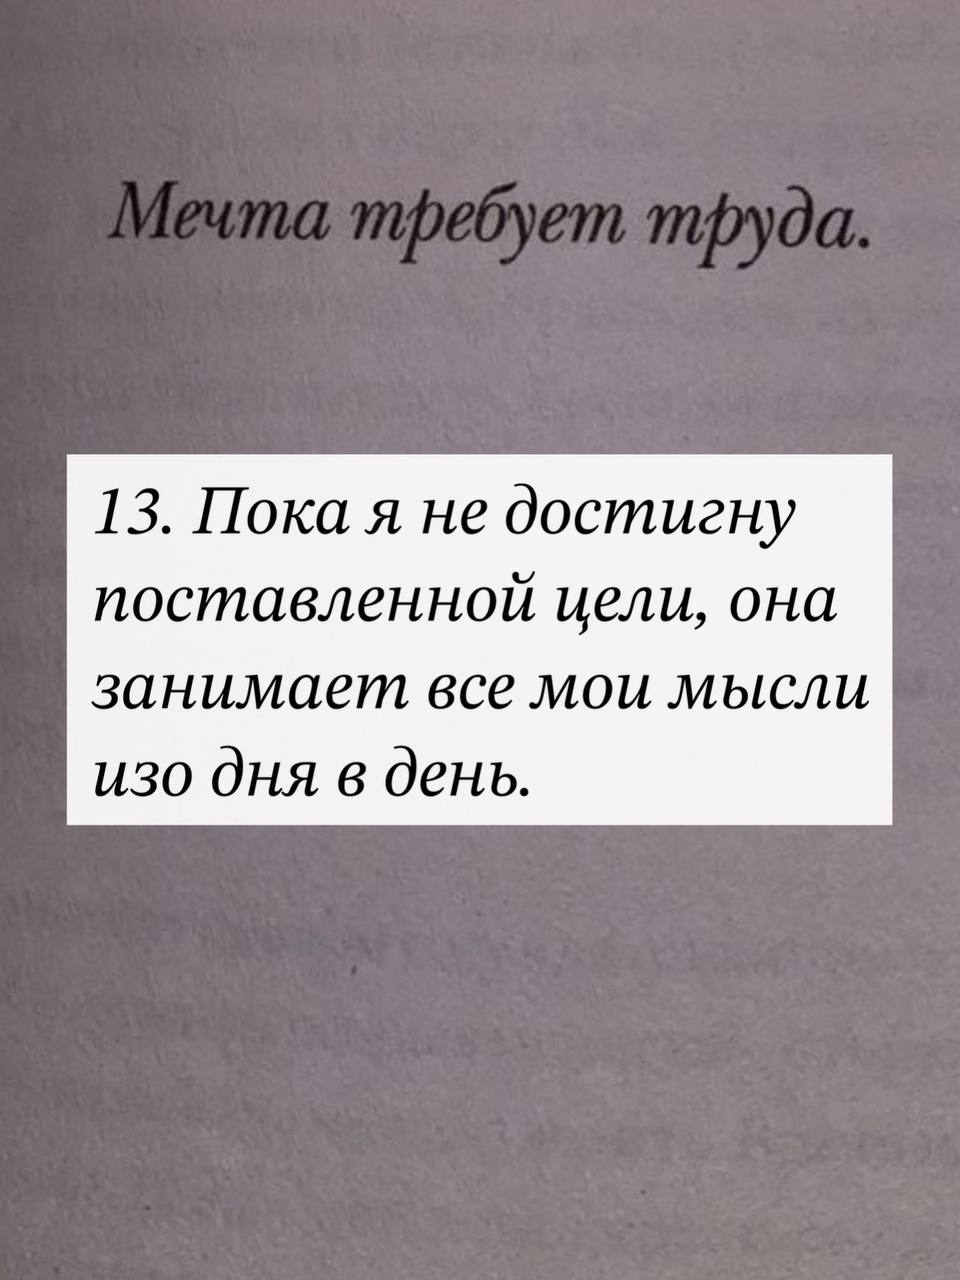 Мечта требует труда.
13. Пока я не достигну
поставленной цели, она
занимает все мои мысли
изо дня в день.